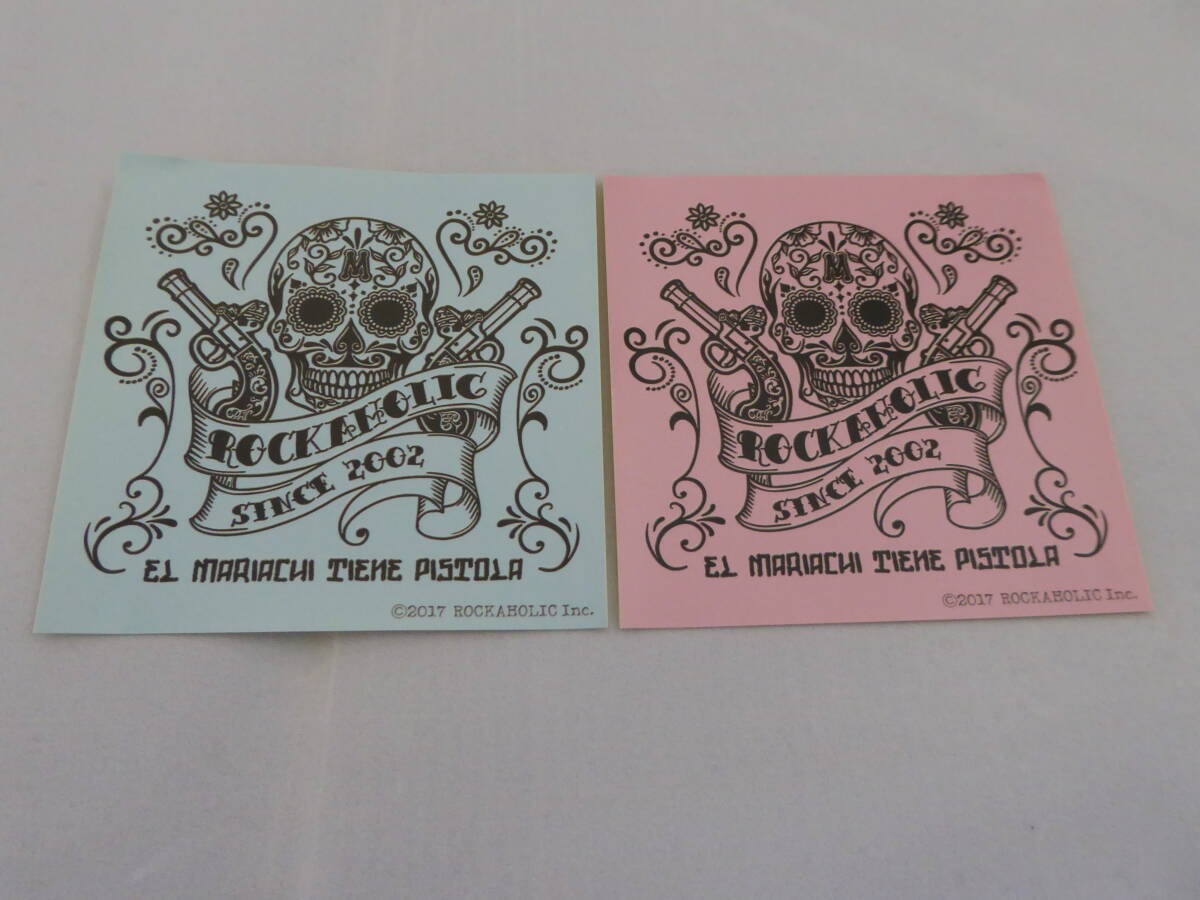 M
ROCKAHOLIC
SINCE 2002
EL MARIACHI TIENE PISTOLA
©2017 ROCKAHOLIC Inc.
M
ROCKAHOLIC
SINCE 2002
EL MARIACHI TIENE PISTOLA
©2017 ROCKAHOLIC Inc.